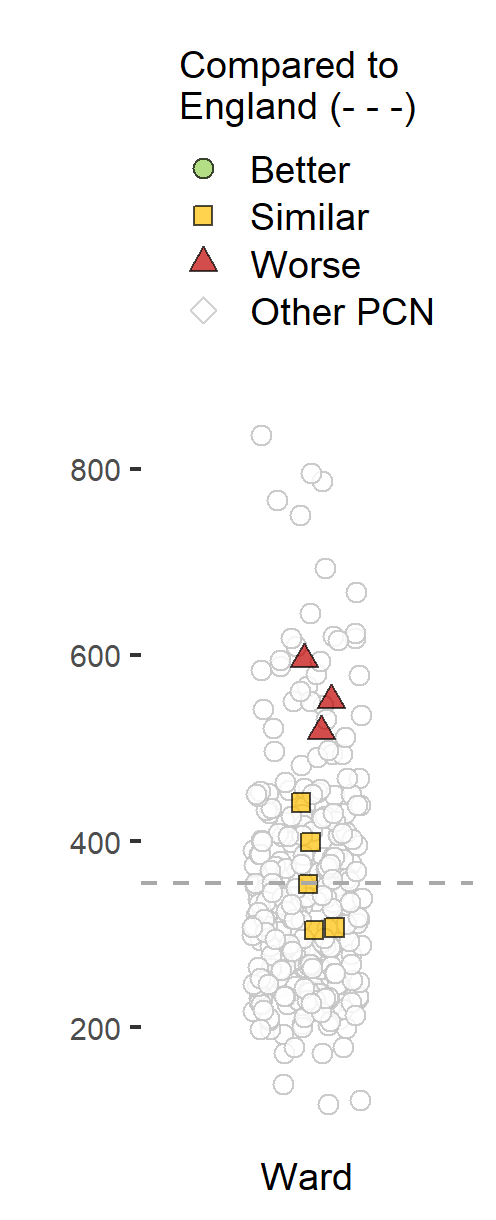 Compared to
England (- - -)
Better
Similar
Worse
Other PCN
800
600
400
200
Ward